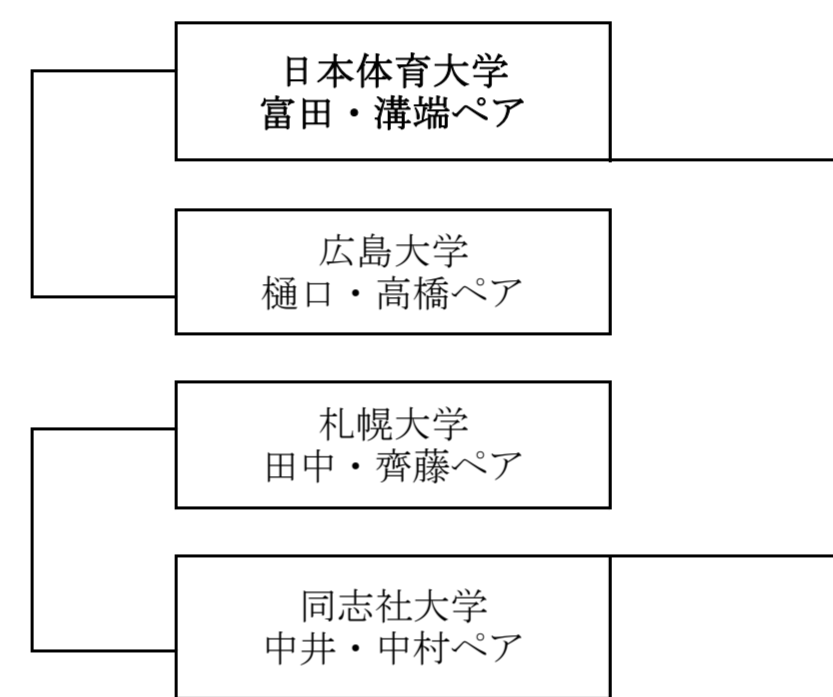 日本体育大学
富田・溝端ペア
広島大学
樋口・高橋ペア
札幌大学
田中・齊藤ペア
同志社大学
中井・中村ペア